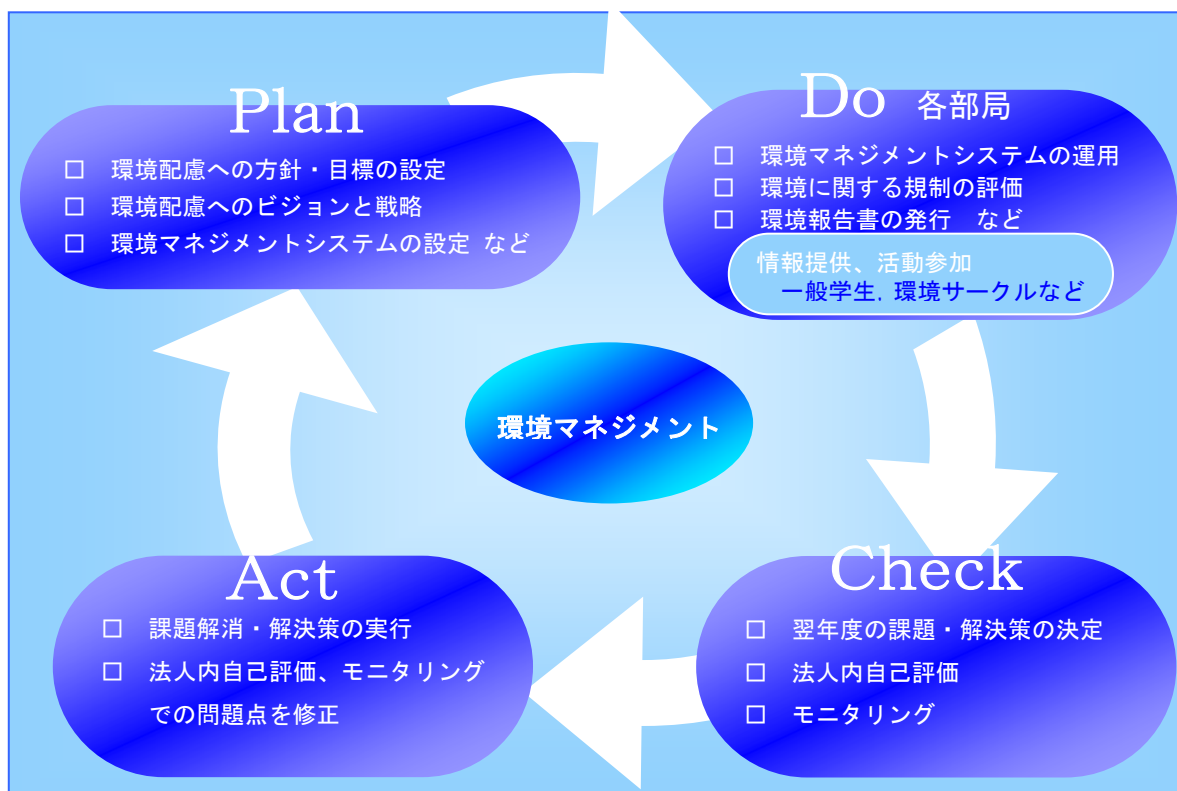 Plan
□ 環境配慮への方針・目標の設定
□ 環境配慮へのビジョンと戦略
□ 環境マネジメントシステムの設定 など
Do 各部局
□ 環境マネジメントシステムの運用
□ 環境に関する規制の評価
□ 環境報告書の発行 など
情報提供、活動参加
一般学生, 環境サークルなど
環境マネジメント
Act
□ 課題解消・解決策の実行
□ 法人内自己評価、モニタリング
での問題点を修正
Check
□ 翌年度の課題・解決策の決定
□ 法人内自己評価
□ モニタリング